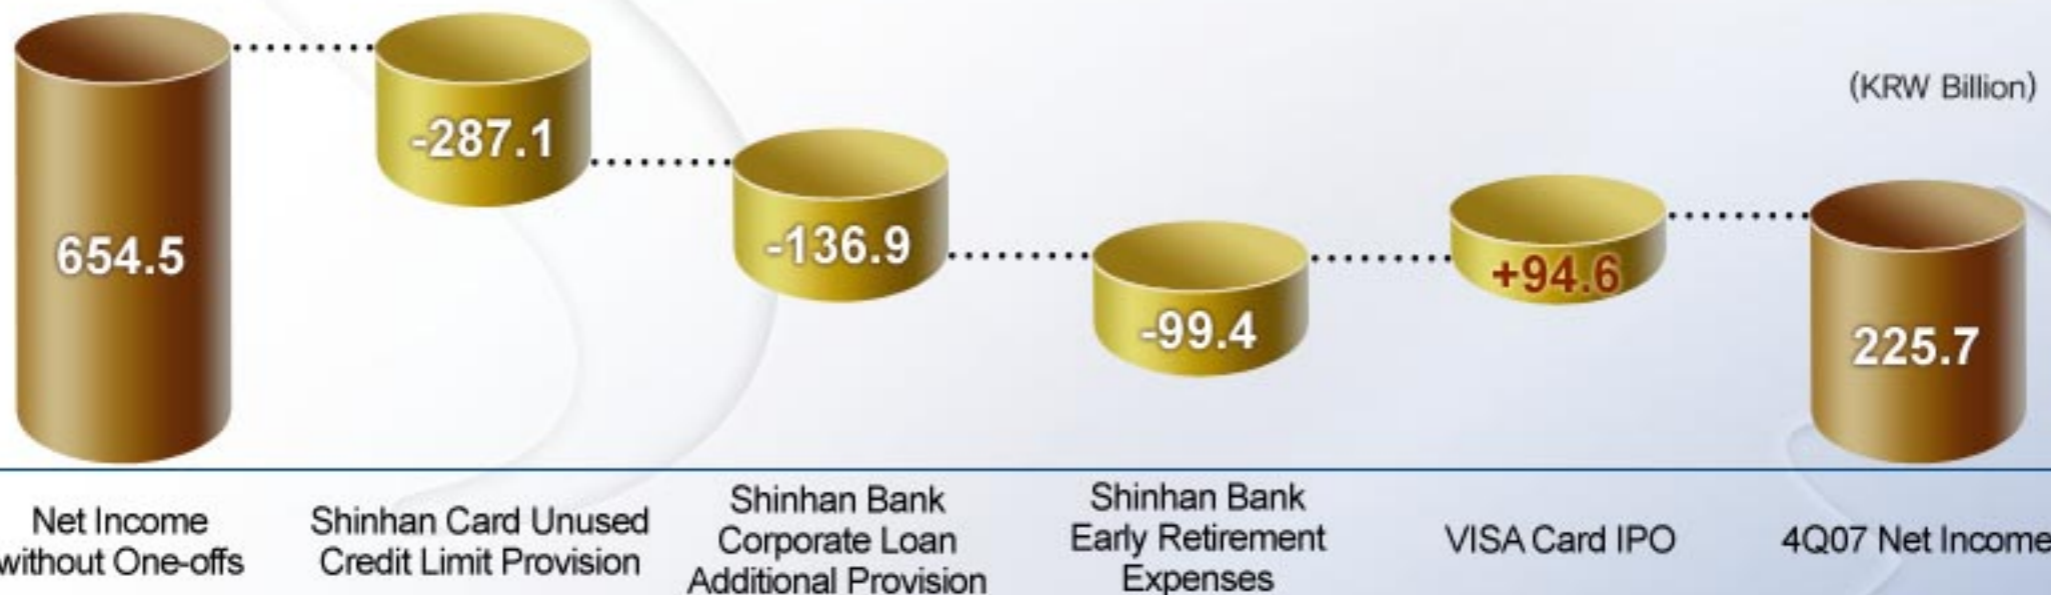 (KRW Billion)
654.5
-287.1
-136.9
-99.4
+94.6
225.7
Net Income
without One-offs
Shinhan Card Unused
Credit Limit Provision
Shinhan Bank
Corporate Loan
Additional Provision
Shinhan Bank
Early Retirement
Expenses
VISA Card IPO
4Q07 Net Income